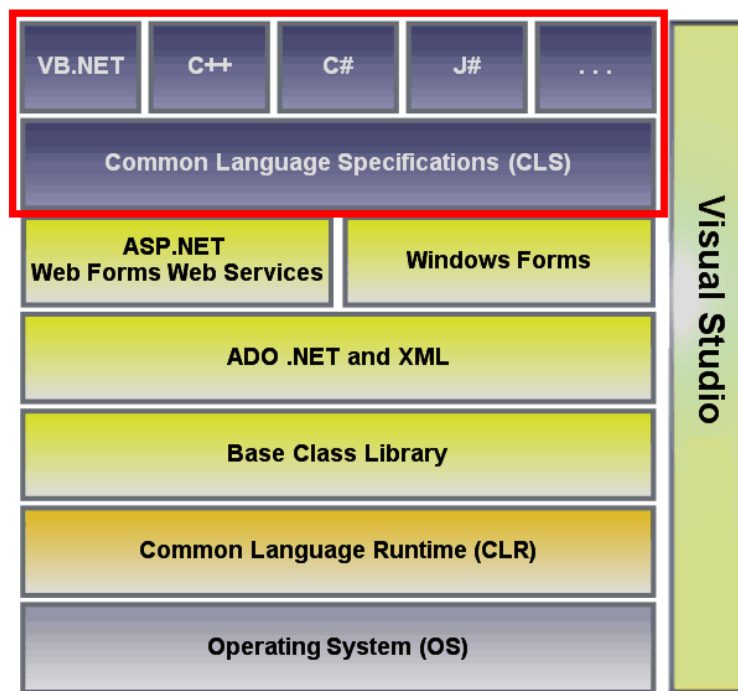 VB.NET
C++
C#
J#
. . .
Common Language Specifications (CLS)
ASP.NET
Web Forms Web Services
Windows Forms
ADO .NET and XML
Base Class Library
Common Language Runtime (CLR)
Operating System (OS)
Visual Studio